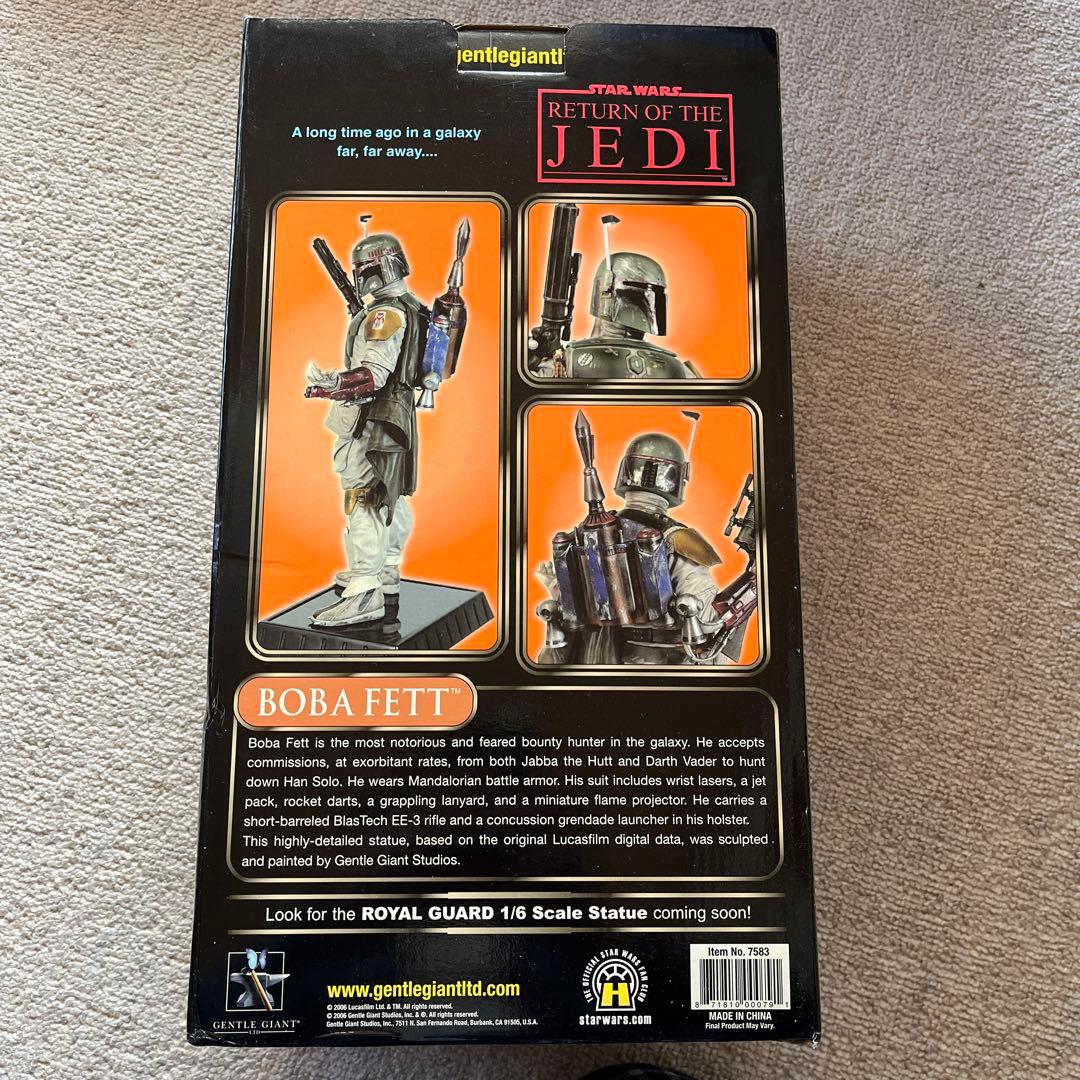 entlegiantl
STAR WARS
RETURN OF THE
JEDI
TM
A long time ago in a galaxy
far, far away....
BOBA FETT™
Boba Fett is the most notorious and feared bounty hunter in the galaxy. He accepts
commissions, at exorbitant rates, from both Jabba the Hutt and Darth Vader to hunt
down Han Solo. He wears Mandalorian battle armor. His suit includes wrist lasers, a jet
pack, rocket darts, a grappling lanyard, and a miniature flame projector. He carries a
short-barreled BlasTech EE-3 rifle and a concussion grendade launcher in his holster.
This highly-detailed statue, based on the original Lucasfilm digital data, was sculpted
and painted by Gentle Giant Studios.
Look for the ROYAL GUARD 1/6 Scale Statue coming soon!
GENTLE GIANT®
LTD
www.gentlegiantltd.com
© 2006 Lucasfilm Ltd. & TM. All rights reserved.
© 2006 Gentle Giant Studios, Inc. & ®. All rights reserved.
Gentle Giant Studios, Inc., 7511 N. San Fernando Road, Burbank, CA 91505, U.S.A.
THE OFFICIAL STAR WARS FAN CLUB
H
starwars.com
Item No. 7583
8 71810 00079 1
MADE IN CHINA
Final Product May Vary.